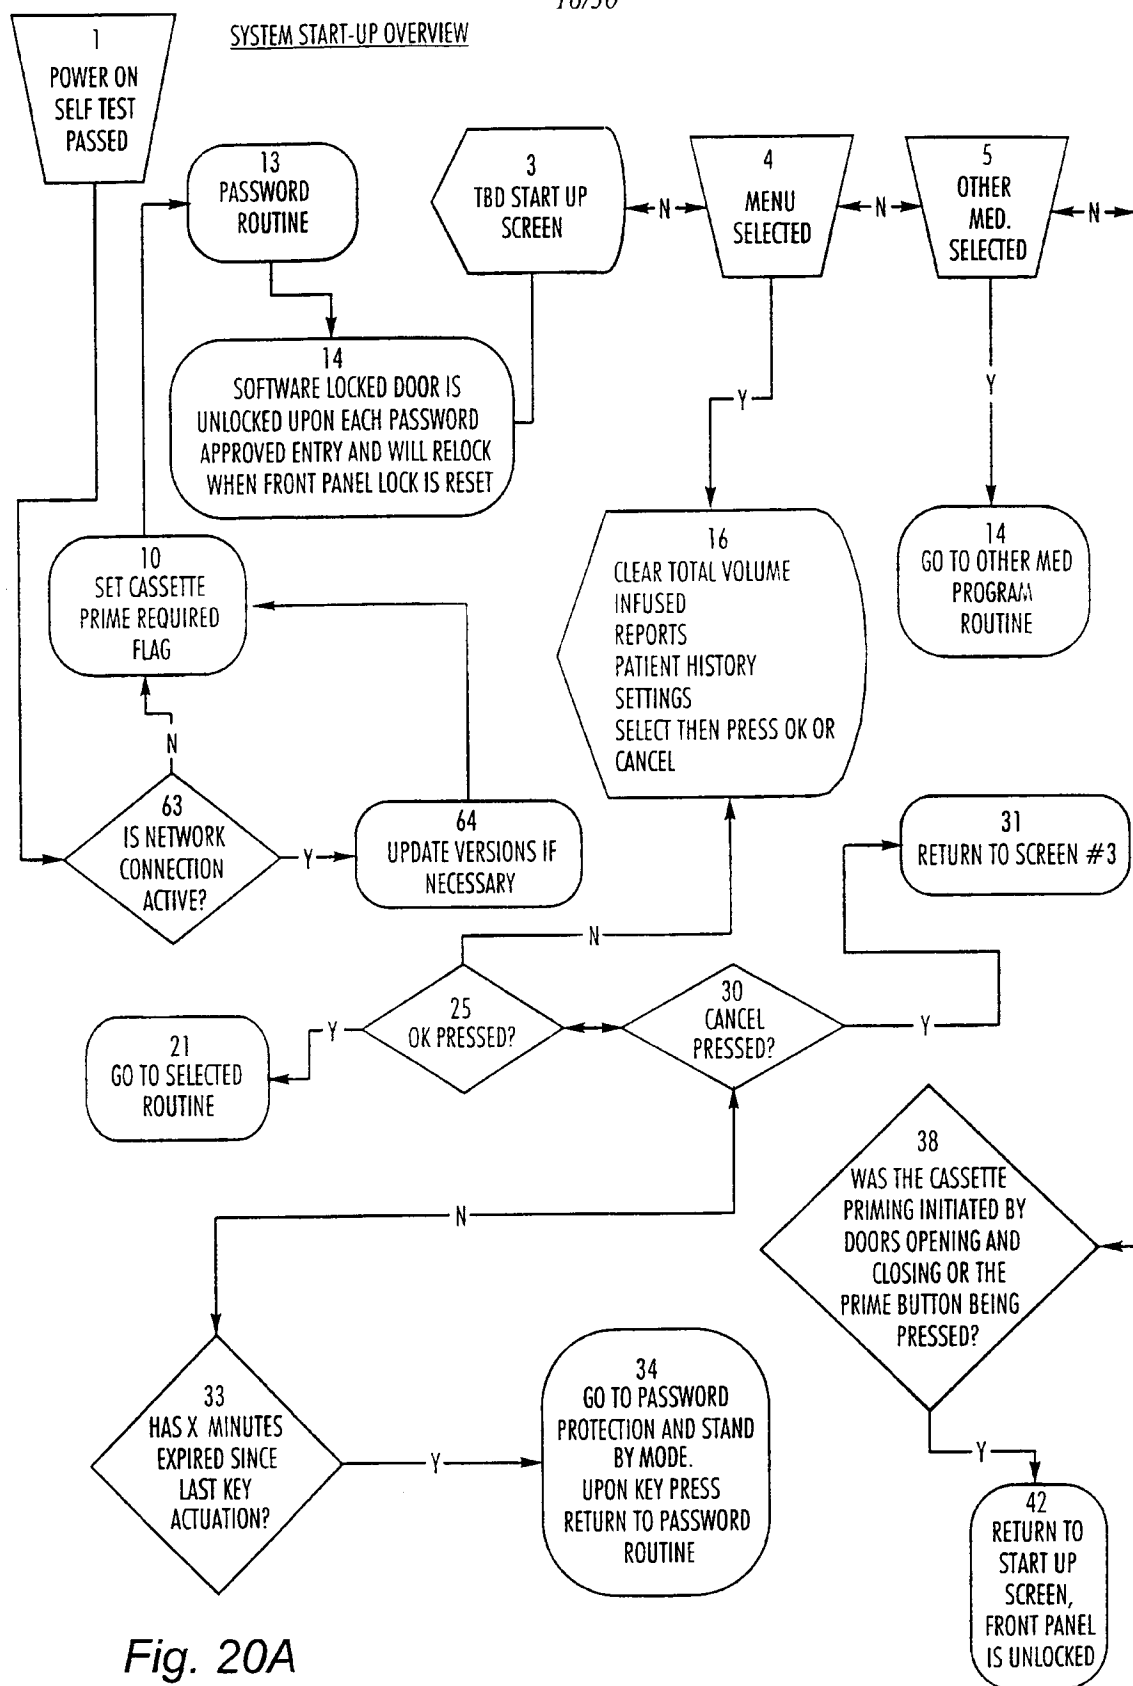 SYSTEM START-UP OVERVIEW
1
POWER ON
SELF TEST
PASSED
13
PASSWORD
ROUTINE
3
TBD START UP
SCREEN
N
4
MENU
SELECTED
N
5
OTHER
MED.
SELECTED
N
14
SOFTWARE LOCKED DOOR IS
UNLOCKED UPON EACH PASSWORD
APPROVED ENTRY AND WILL RELOCK
WHEN FRONT PANEL LOCK IS RESET
Y
Y
10
SET CASSETTE
PRIME REQUIRED
FLAG
16
CLEAR TOTAL VOLUME
INFUSED
REPORTS
PATIENT HISTORY
SETTINGS
SELECT THEN PRESS OK OR
CANCEL
14
GO TO OTHER MED
PROGRAM
ROUTINE
N
63
IS NETWORK
CONNECTION
ACTIVE?
Y
64
UPDATE VERSIONS IF
NECESSARY
31
RETURN TO SCREEN #3
N
25
OK PRESSED?
30
CANCEL
PRESSED?
Y
Y
21
GO TO SELECTED
ROUTINE
N
38
WAS THE CASSETTE
PRIMING INITIATED BY
DOORS OPENING AND
CLOSING OR THE
PRIME BUTTON BEING
PRESSED?
33
HAS X MINUTES
EXPIRED SINCE
LAST KEY
ACTUATION?
Y
34
GO TO PASSWORD
PROTECTION AND STAND
BY MODE.
UPON KEY PRESS
RETURN TO PASSWORD
ROUTINE
Y
42
RETURN TO
START UP
SCREEN,
FRONT PANEL
IS UNLOCKED
Fig. 20A